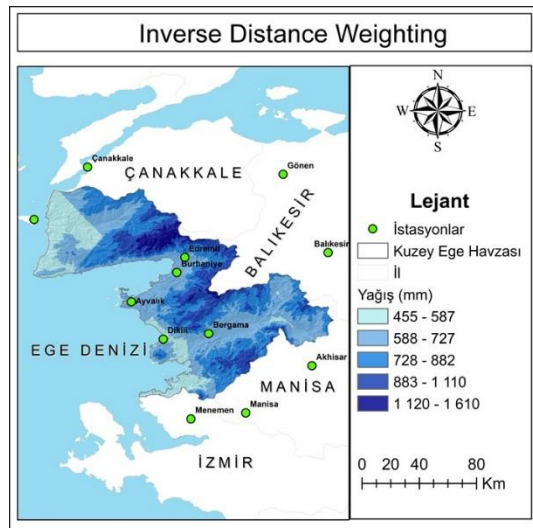 Inverse Distance Weighting
Çanakkale
ÇANAKKALE
Gönen
BALIKESİR
Balıkesir
Edremit
Burhaniye
Ayvalık
Dikili
Bergama
EGE DENİZİ
Akhisar
MANİSA
Menemen
Manisa
İZMİR
N
W
E
S
Lejant
İstasyonlar
Kuzey Ege Havzası
İl
Yağış (mm)
455 - 587
588 - 727
728 - 882
883 - 1 110
1 120 - 1 610
0 20 40 80
Km